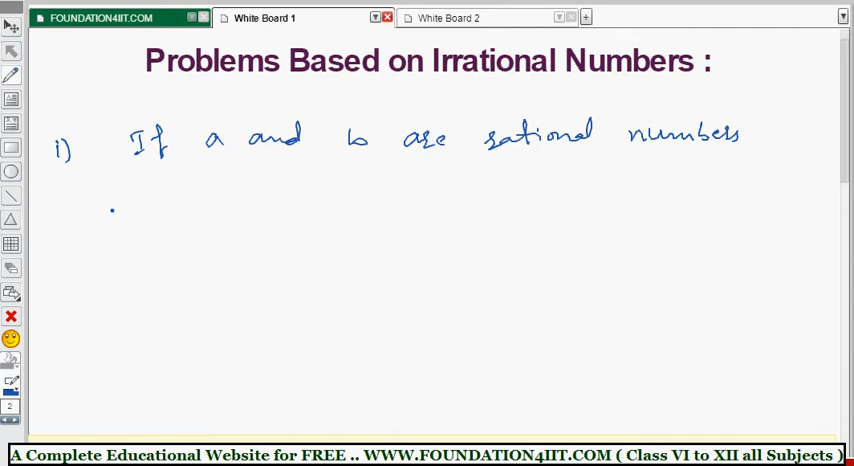 FOUNDATION4IIT.COM White Board 1 White Board 2
Problems Based on Irrational Numbers :
i) If a and b are rational numbers
2
A Complete Educational Website for FREE .. WWW.FOUNDATION4IIT.COM ( Class VI to XII all Subjects )